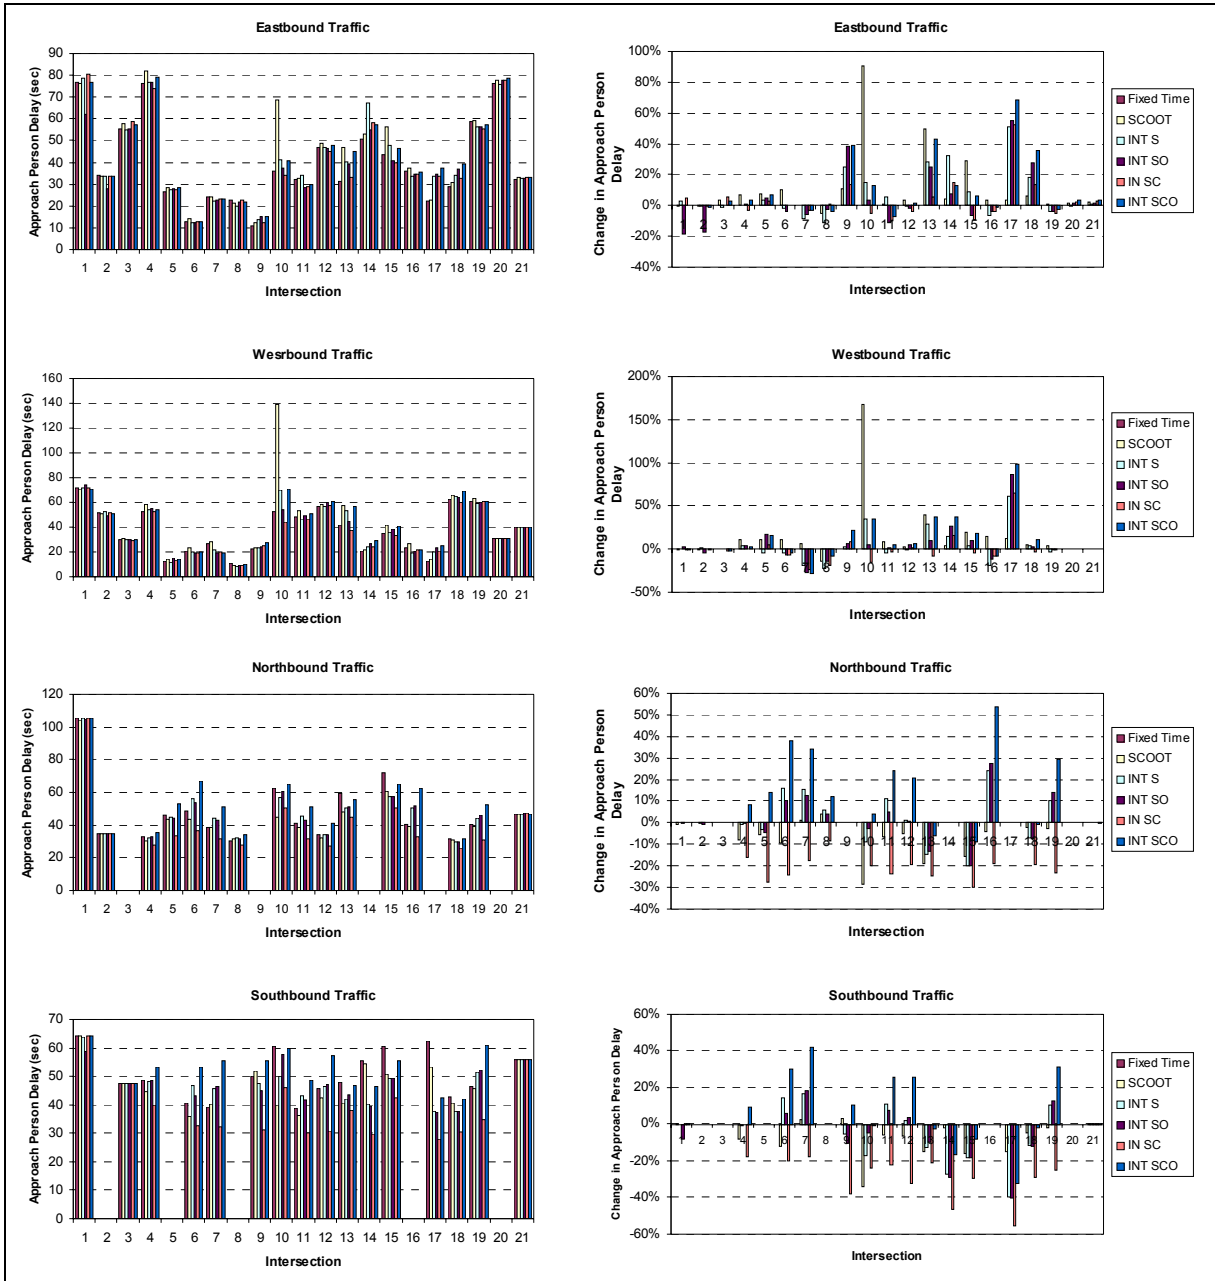 Eastbound Traffic
Approach Person Delay (sec)
90
80
70
60
50
40
30
20
10
0
1 2 3 4 5 6 7 8 9 10 11 12 13 14 15 16 17 18 19 20 21
Intersection
Eastbound Traffic
Change in Approach Person
Delay
100%
80%
60%
40%
20%
0%
-20%
-40%
1 2 3 4 5 6 7 8 9 10 11 12 13 14 15 16 17 18 19 20 21
Intersection
Fixed Time
SCOOT
INT S
INT SO
IN SC
INT SCO
Wesrbound Traffic
Approach Person Delay (sec)
160
140
120
100
80
60
40
20
0
1 2 3 4 5 6 7 8 9 10 11 12 13 14 15 16 17 18 19 20 21
Intersection
Westbound Traffic
Change in Approach Person
Delay
200%
150%
100%
50%
0%
-50%
1 2 3 4 5 6 7 8 9 10 11 12 13 14 15 16 17 18 19 20 21
Intersection
Fixed Time
SCOOT
INT S
INT SO
IN SC
INT SCO
Northbound Traffic
Approach Person Delay (sec)
120
100
80
60
40
20
0
1 2 3 4 5 6 7 8 9 10 11 12 13 14 15 16 17 18 19 20 21
Intersection
Northbound Traffic
Change in Approach Person
Delay
60%
50%
40%
30%
20%
10%
0%
-10%
-20%
-30%
-40%
1 2 3 4 5 6 7 8 9 10 11 12 13 14 15 16 17 18 19 20 21
Intersection
Fixed Time
SCOOT
INT S
INT SO
IN SC
INT SCO
Southbound Traffic
Approach Person Delay (sec)
70
60
50
40
30
20
10
0
1 2 3 4 5 6 7 8 9 10 11 12 13 14 15 16 17 18 19 20 21
Intersection
Southbound Traffic
Change in Approach Person Delay
60%
40%
20%
0%
-20%
-40%
-60%
1 2 3 4 5 6 7 8 9 10 11 12 13 14 15 16 17 18 19 20 21
Intersection
Fixed Time
SCOOT
INT S
INT SO
IN SC
INT SCO